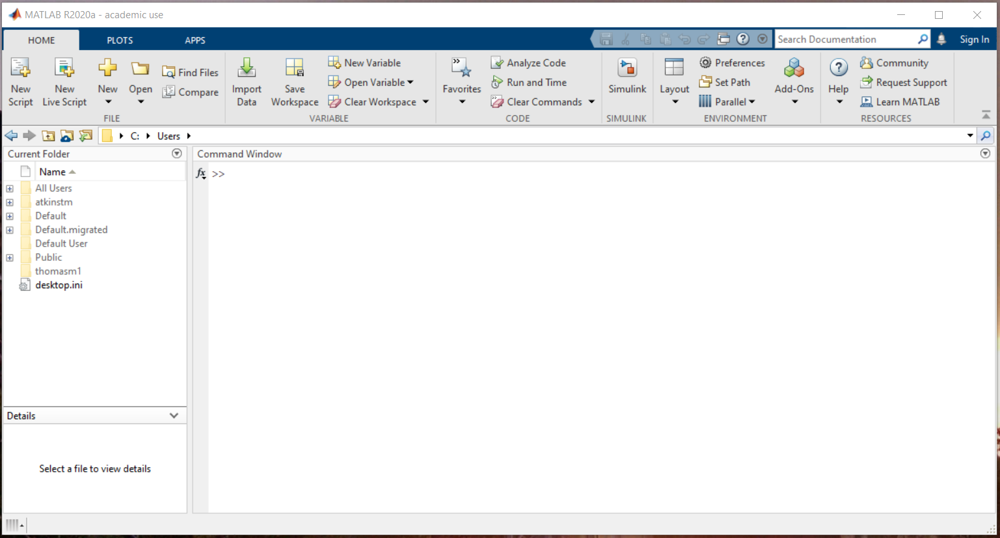 MATLAB R2020a - academic use
HOME PLOTS APPS
Search Documentation
Sign In
New Script
New Live Script
New
Open
Find Files
Compare
FILE
Import Data
Save Workspace
New Variable
Open Variable
Clear Workspace
VARIABLE
Favorites
Analyze Code
Run and Time
Clear Commands
CODE
Simulink
SIMULINK
Layout
Preferences
Set Path
Parallel
Add-Ons
ENVIRONMENT
Help
Community
Request Support
Learn MATLAB
RESOURCES
C: Users
Current Folder
Name
All Users
atkinstm
Default
Default.migrated
Default User
Public
thomasm1
desktop.ini
Details
Select a file to view details
Command Window
fx >>